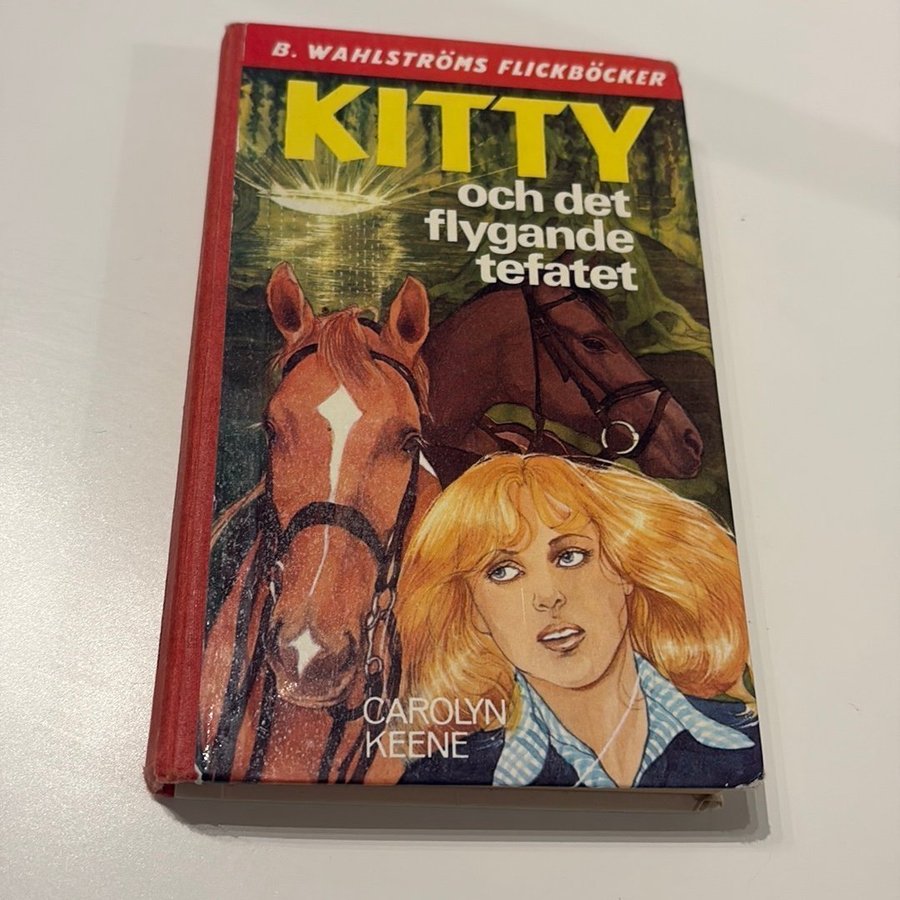 B. WAHLSTRÖMS FLICKBÖCKER
KITTY
och det
flygande
tefatet
CAROLYN
KEENE